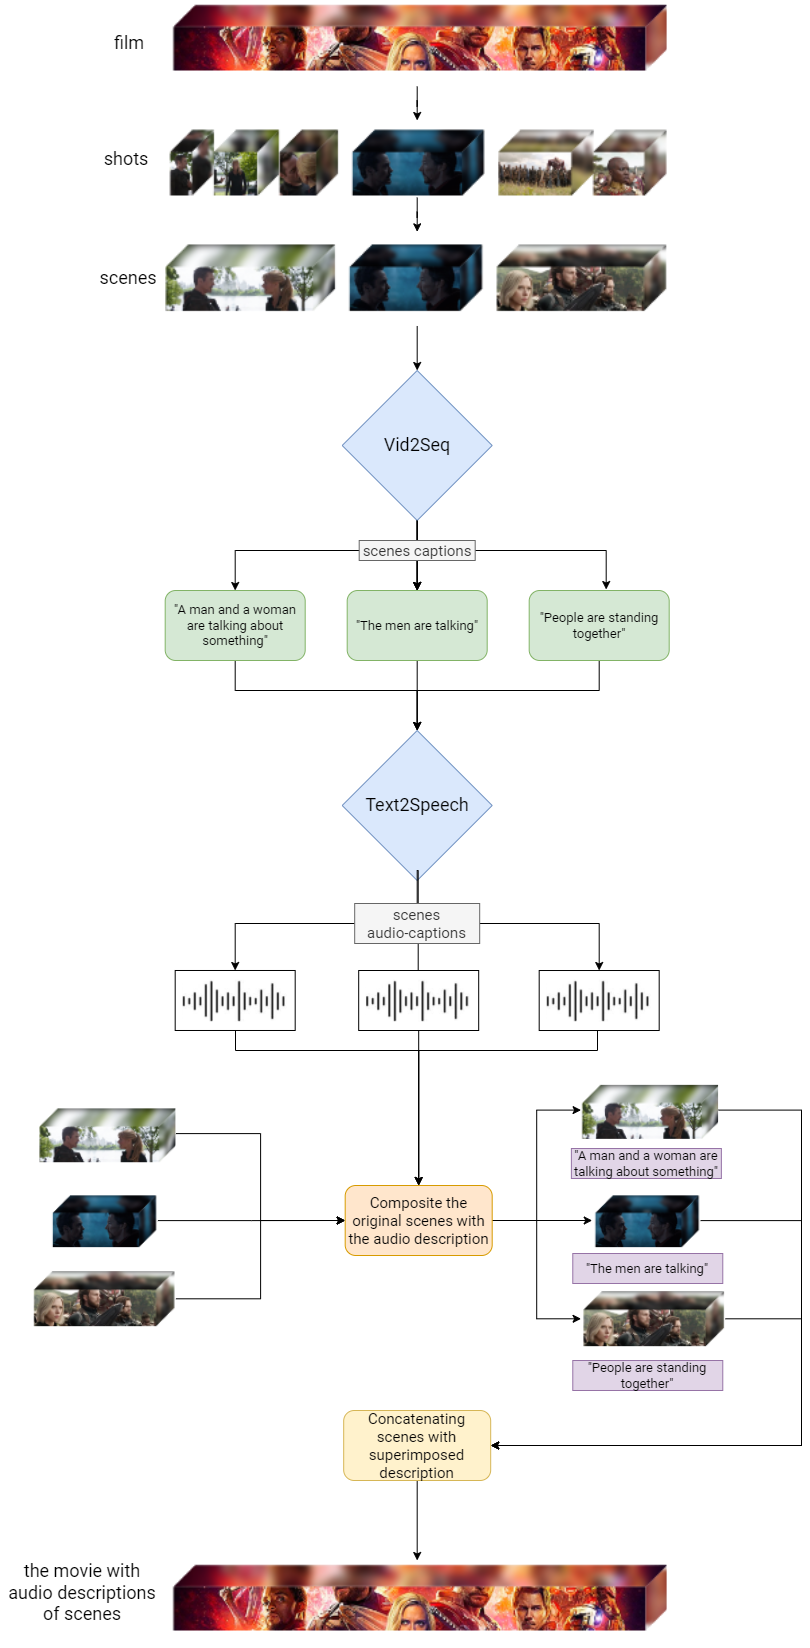 film
shots
scenes
Vid2Seq
scenes captions
"A man and a woman
are talking about
something"
"The men are talking"
"People are standing
together"
Text2Speech
scenes
audio-captions
Composite the
original scenes with
the audio description
"A man and a woman are
talking about something"
"The men are talking"
"People are standing
together"
Concatenating
scenes with
superimposed
description
the movie with
audio descriptions
of scenes